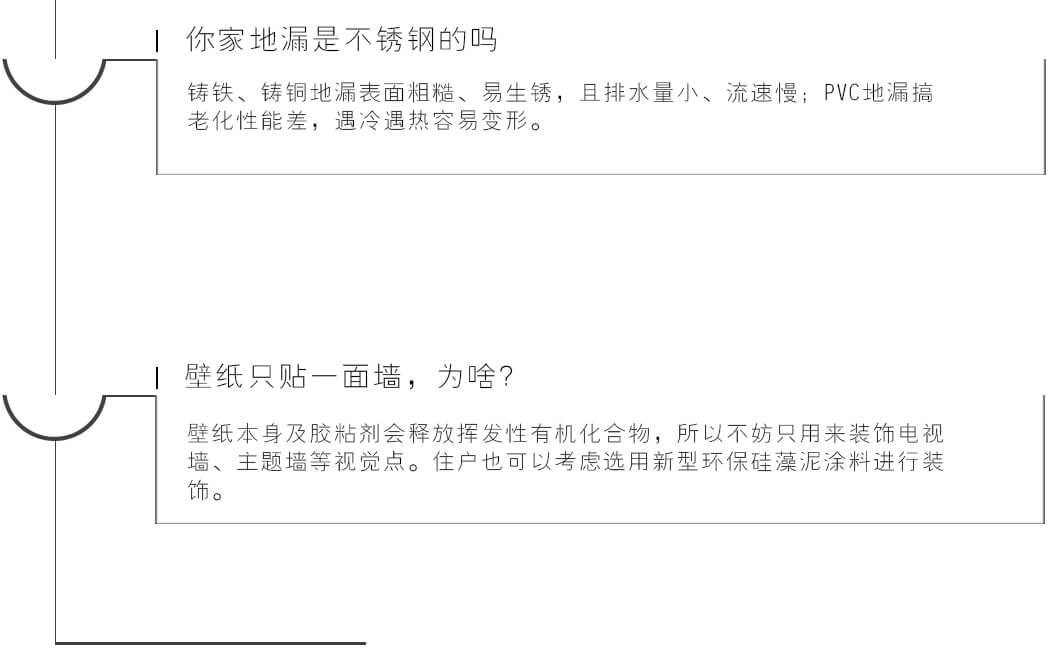 你家地漏是不锈钢的吗
铸铁、铸铜地漏表面粗糙、易生锈，且排水量小、流速慢；PVC地漏搞
老化性能差，遇冷遇热容易变形。
壁纸只贴一面墙，为啥？
壁纸本身及胶粘剂会释放挥发性有机化合物，所以不妨只用来装饰电视
墙、主题墙等视觉点。住户也可以考虑选用新型环保硅藻泥涂料进行装
饰。